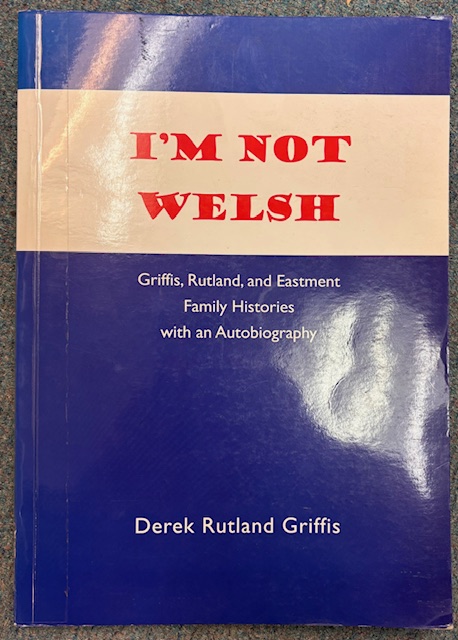 I'M NOT
WELSH
Griffis, Rutland, and Eastment
Family Histories
with an Autobiography
Derek Rutland Griffis